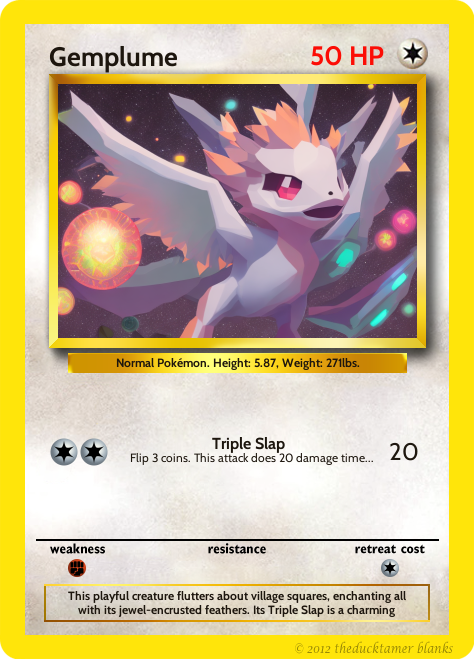 Gemplume 50 HP
Normal Pokémon. Height: 5.87, Weight: 271lbs.
Triple Slap
Flip 3 coins. This attack does 20 damage time... 20
weakness resistance retreat cost
This playful creature flutters about village squares, enchanting all
with its jewel-encrusted feathers. Its Triple Slap is a charming
© 2012 theducktamer blanks